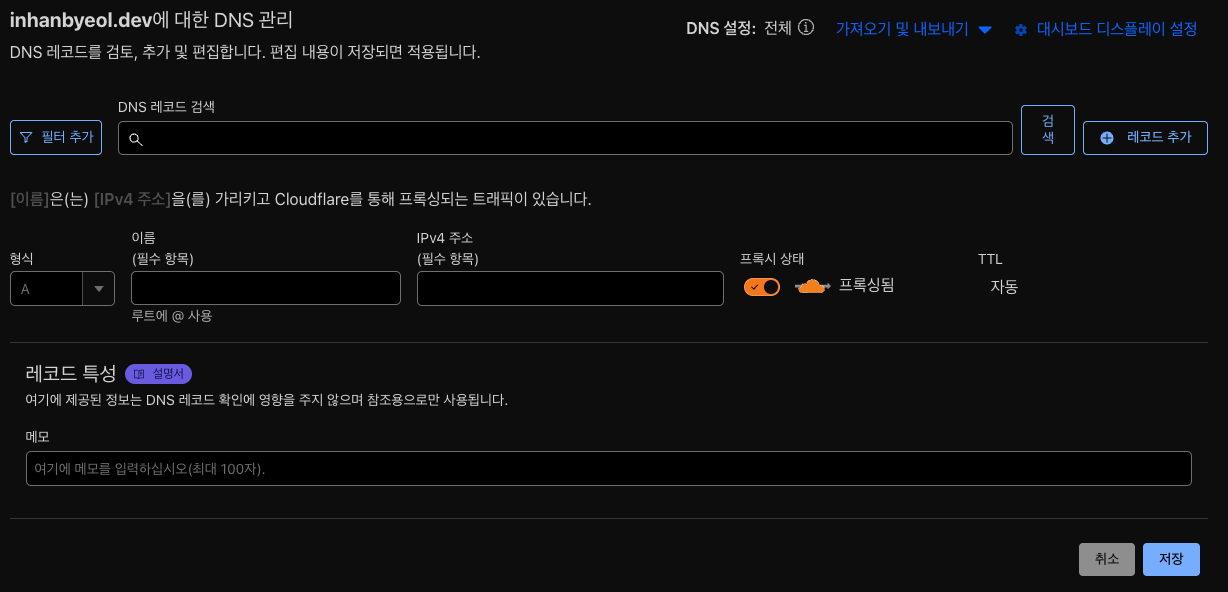 inhanbyeol.dev에 대한 DNS 관리
DNS 레코드를 검토, 추가 및 편집합니다. 편집 내용이 저장되면 적용됩니다.
DNS 설정: 전체
가져오기 및 내보내기
대시보드 디스플레이 설정
필터 추가
DNS 레코드 검색
검
색
레코드 추가
[이름]은(는) [IPv4 주소]을(를) 가리키고 Cloudflare를 통해 프록싱되는 트래픽이 있습니다.
형식
A
이름
(필수 항목)
루트에 @ 사용
IPv4 주소
(필수 항목)
프록시 상태
프록싱됨
TTL
자동
레코드 특성
설명서
여기에 제공된 정보는 DNS 레코드 확인에 영향을 주지 않으며 참조용으로만 사용됩니다.
메모
여기에 메모를 입력하십시오(최대 100자).
취소
저장